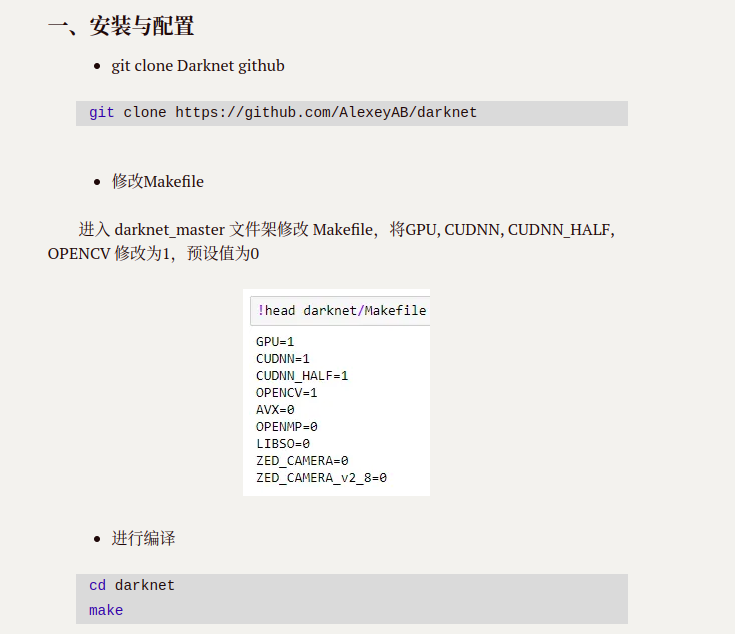 一、安装与配置
git clone Darknet github
git clone https://github.com/AlexeyAB/darknet
修改Makefile
进入 darknet_master 文件架修改 Makefile，将GPU, CUDNN, CUDNN_HALF,
OPENCV 修改为1，预设值为0
!head darknet/Makefile
GPU=1
CUDNN=1
CUDNN_HALF=1
OPENCV=1
AVX=0
OPENMP=0
LIBSO=0
ZED_CAMERA=0
ZED_CAMERA_v2_8=0
进行编译
cd darknet
make